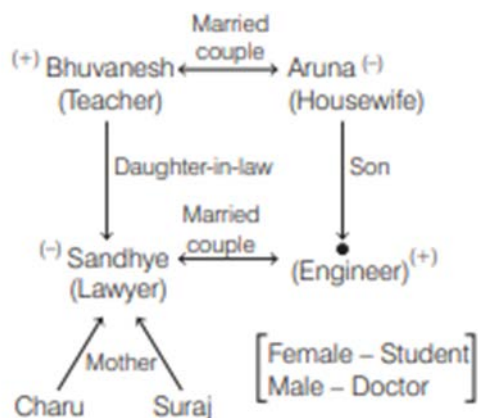 Married
couple
(+) Bhuvanesh Aruna (–)
(Teacher) (Housewife)
Daughter-in-law Son
Married
couple
(–) Sandhye (Engineer) (+)
(Lawyer)
Mother
Female – Student
Male – Doctor
Charu Suraj